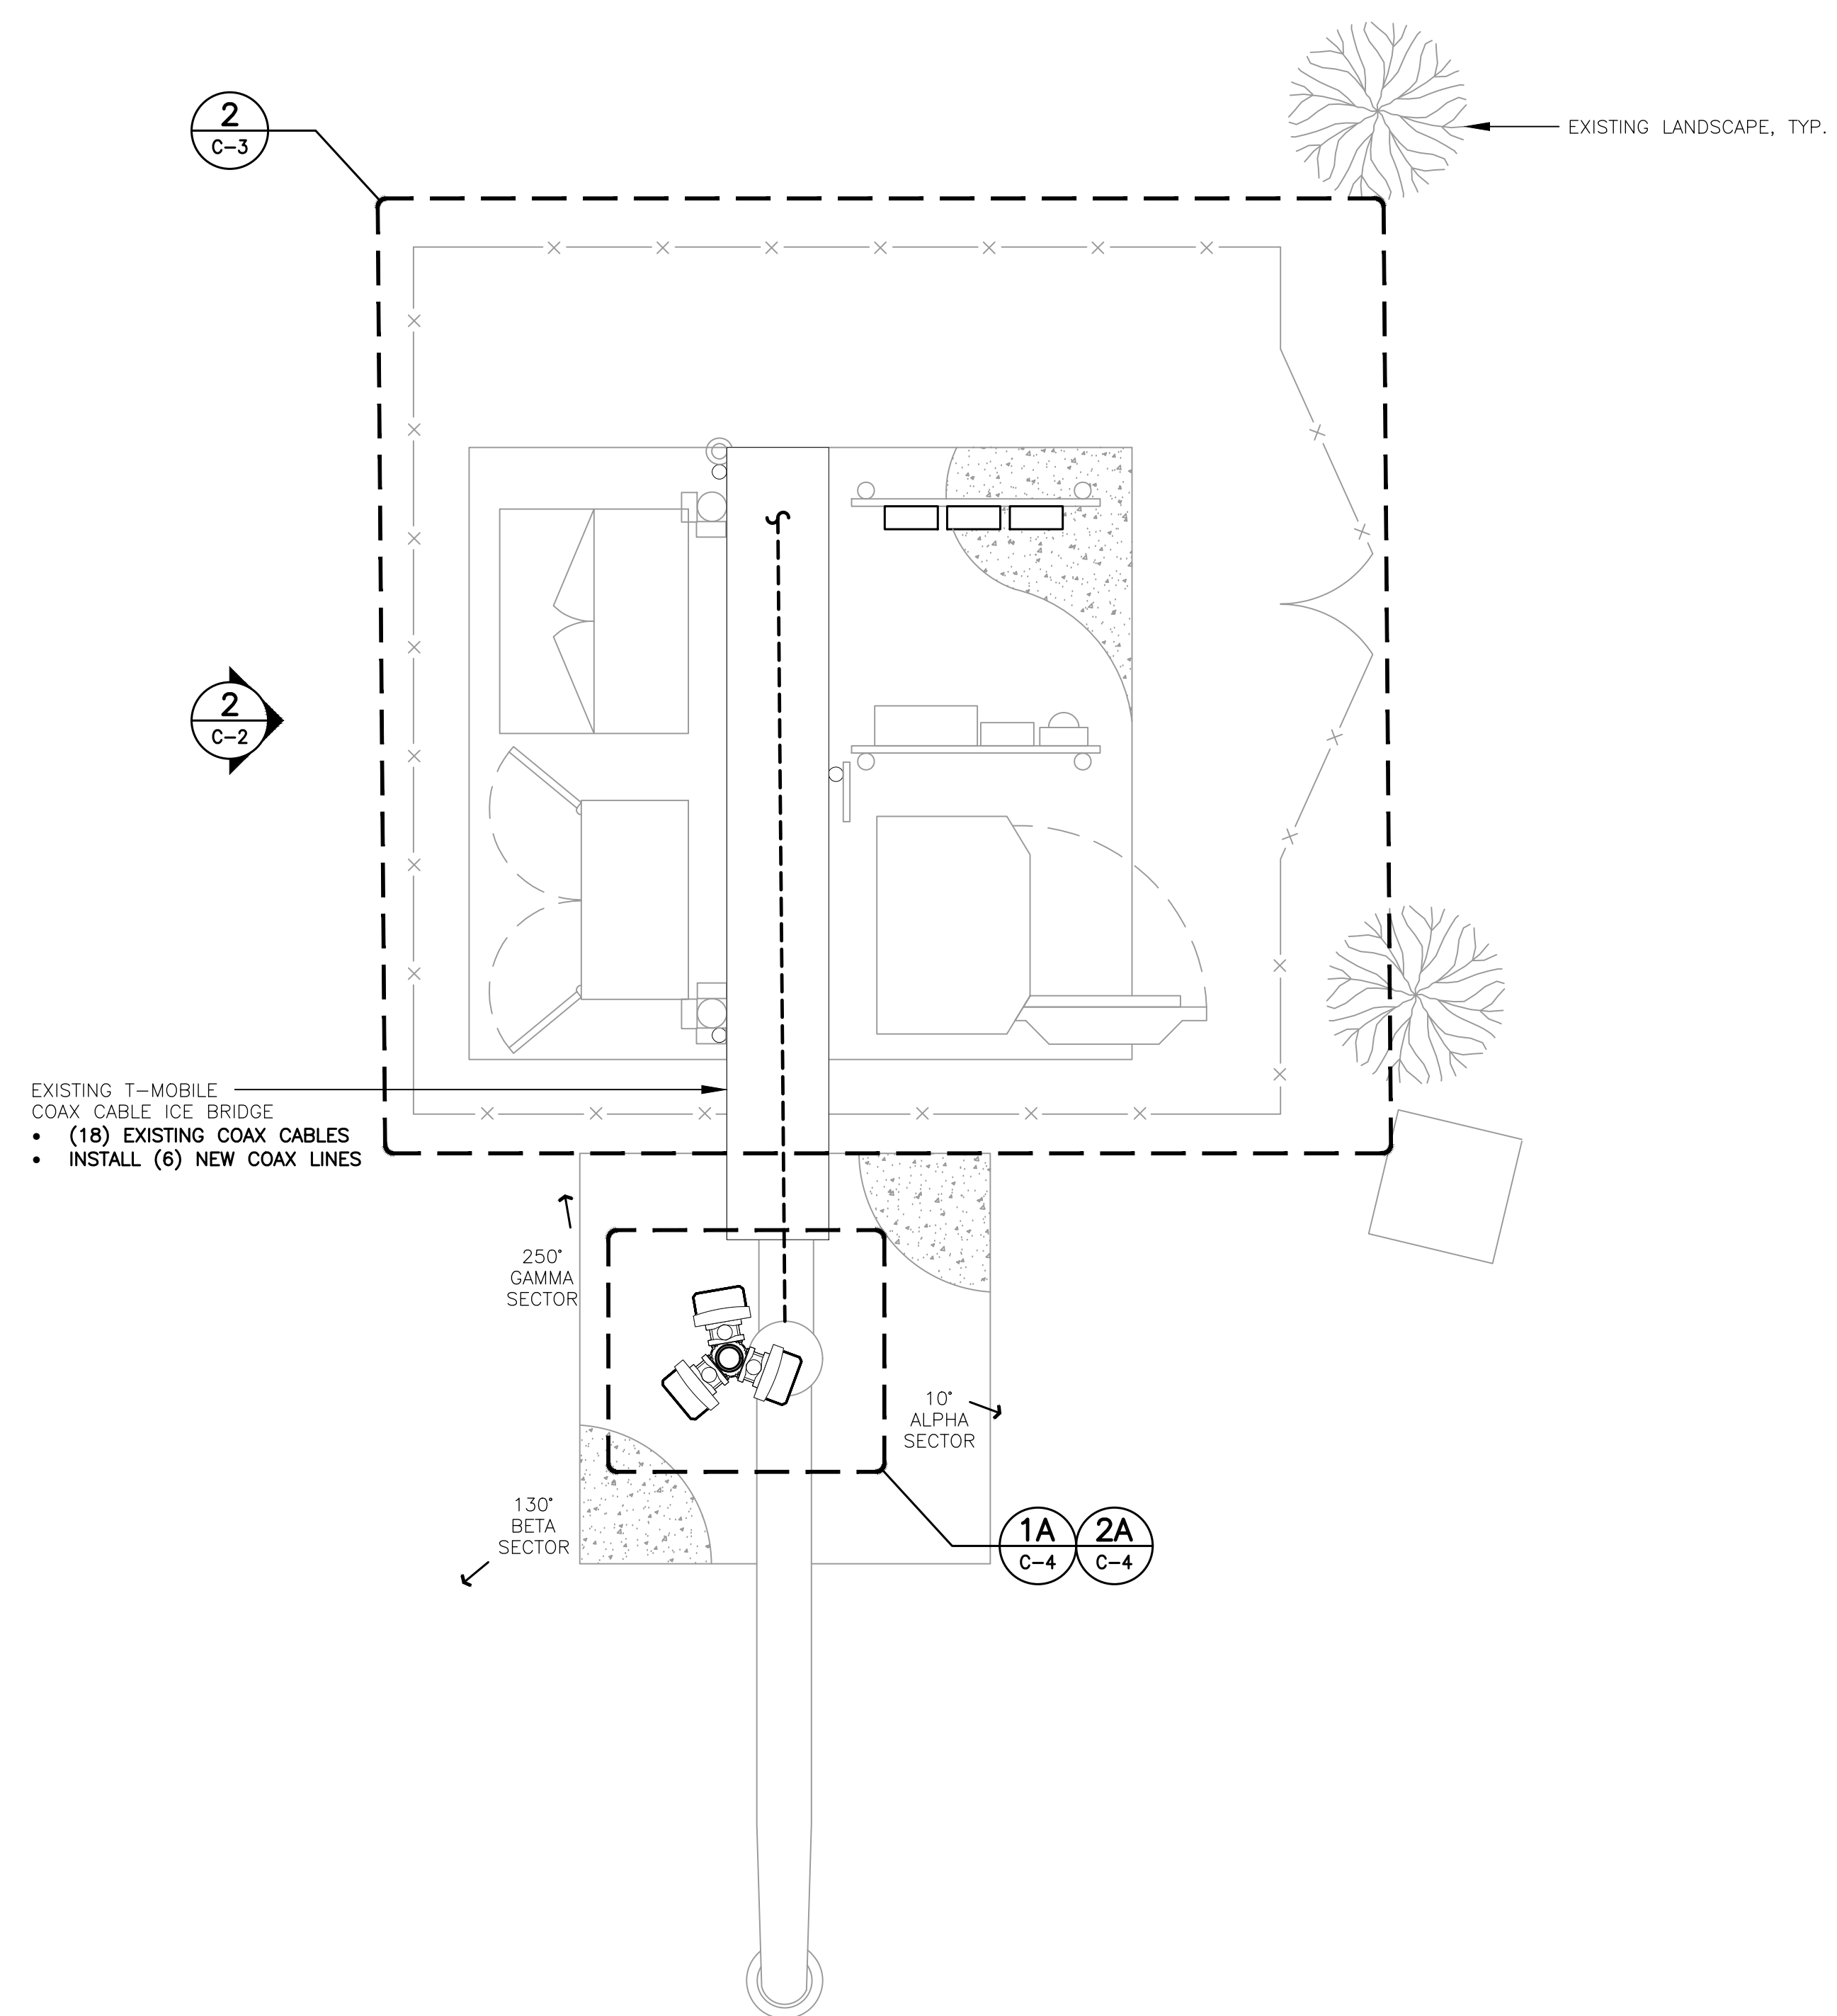 2
C-3
EXISTING LANDSCAPE, TYP.
2
C-2
EXISTING T-MOBILE
COAX CABLE ICE BRIDGE
• (18) EXISTING COAX CABLES
• INSTALL (6) NEW COAX LINES
250°
GAMMA
SECTOR
10°
ALPHA
SECTOR
130°
BETA
SECTOR
1A
C-4
2A
C-4